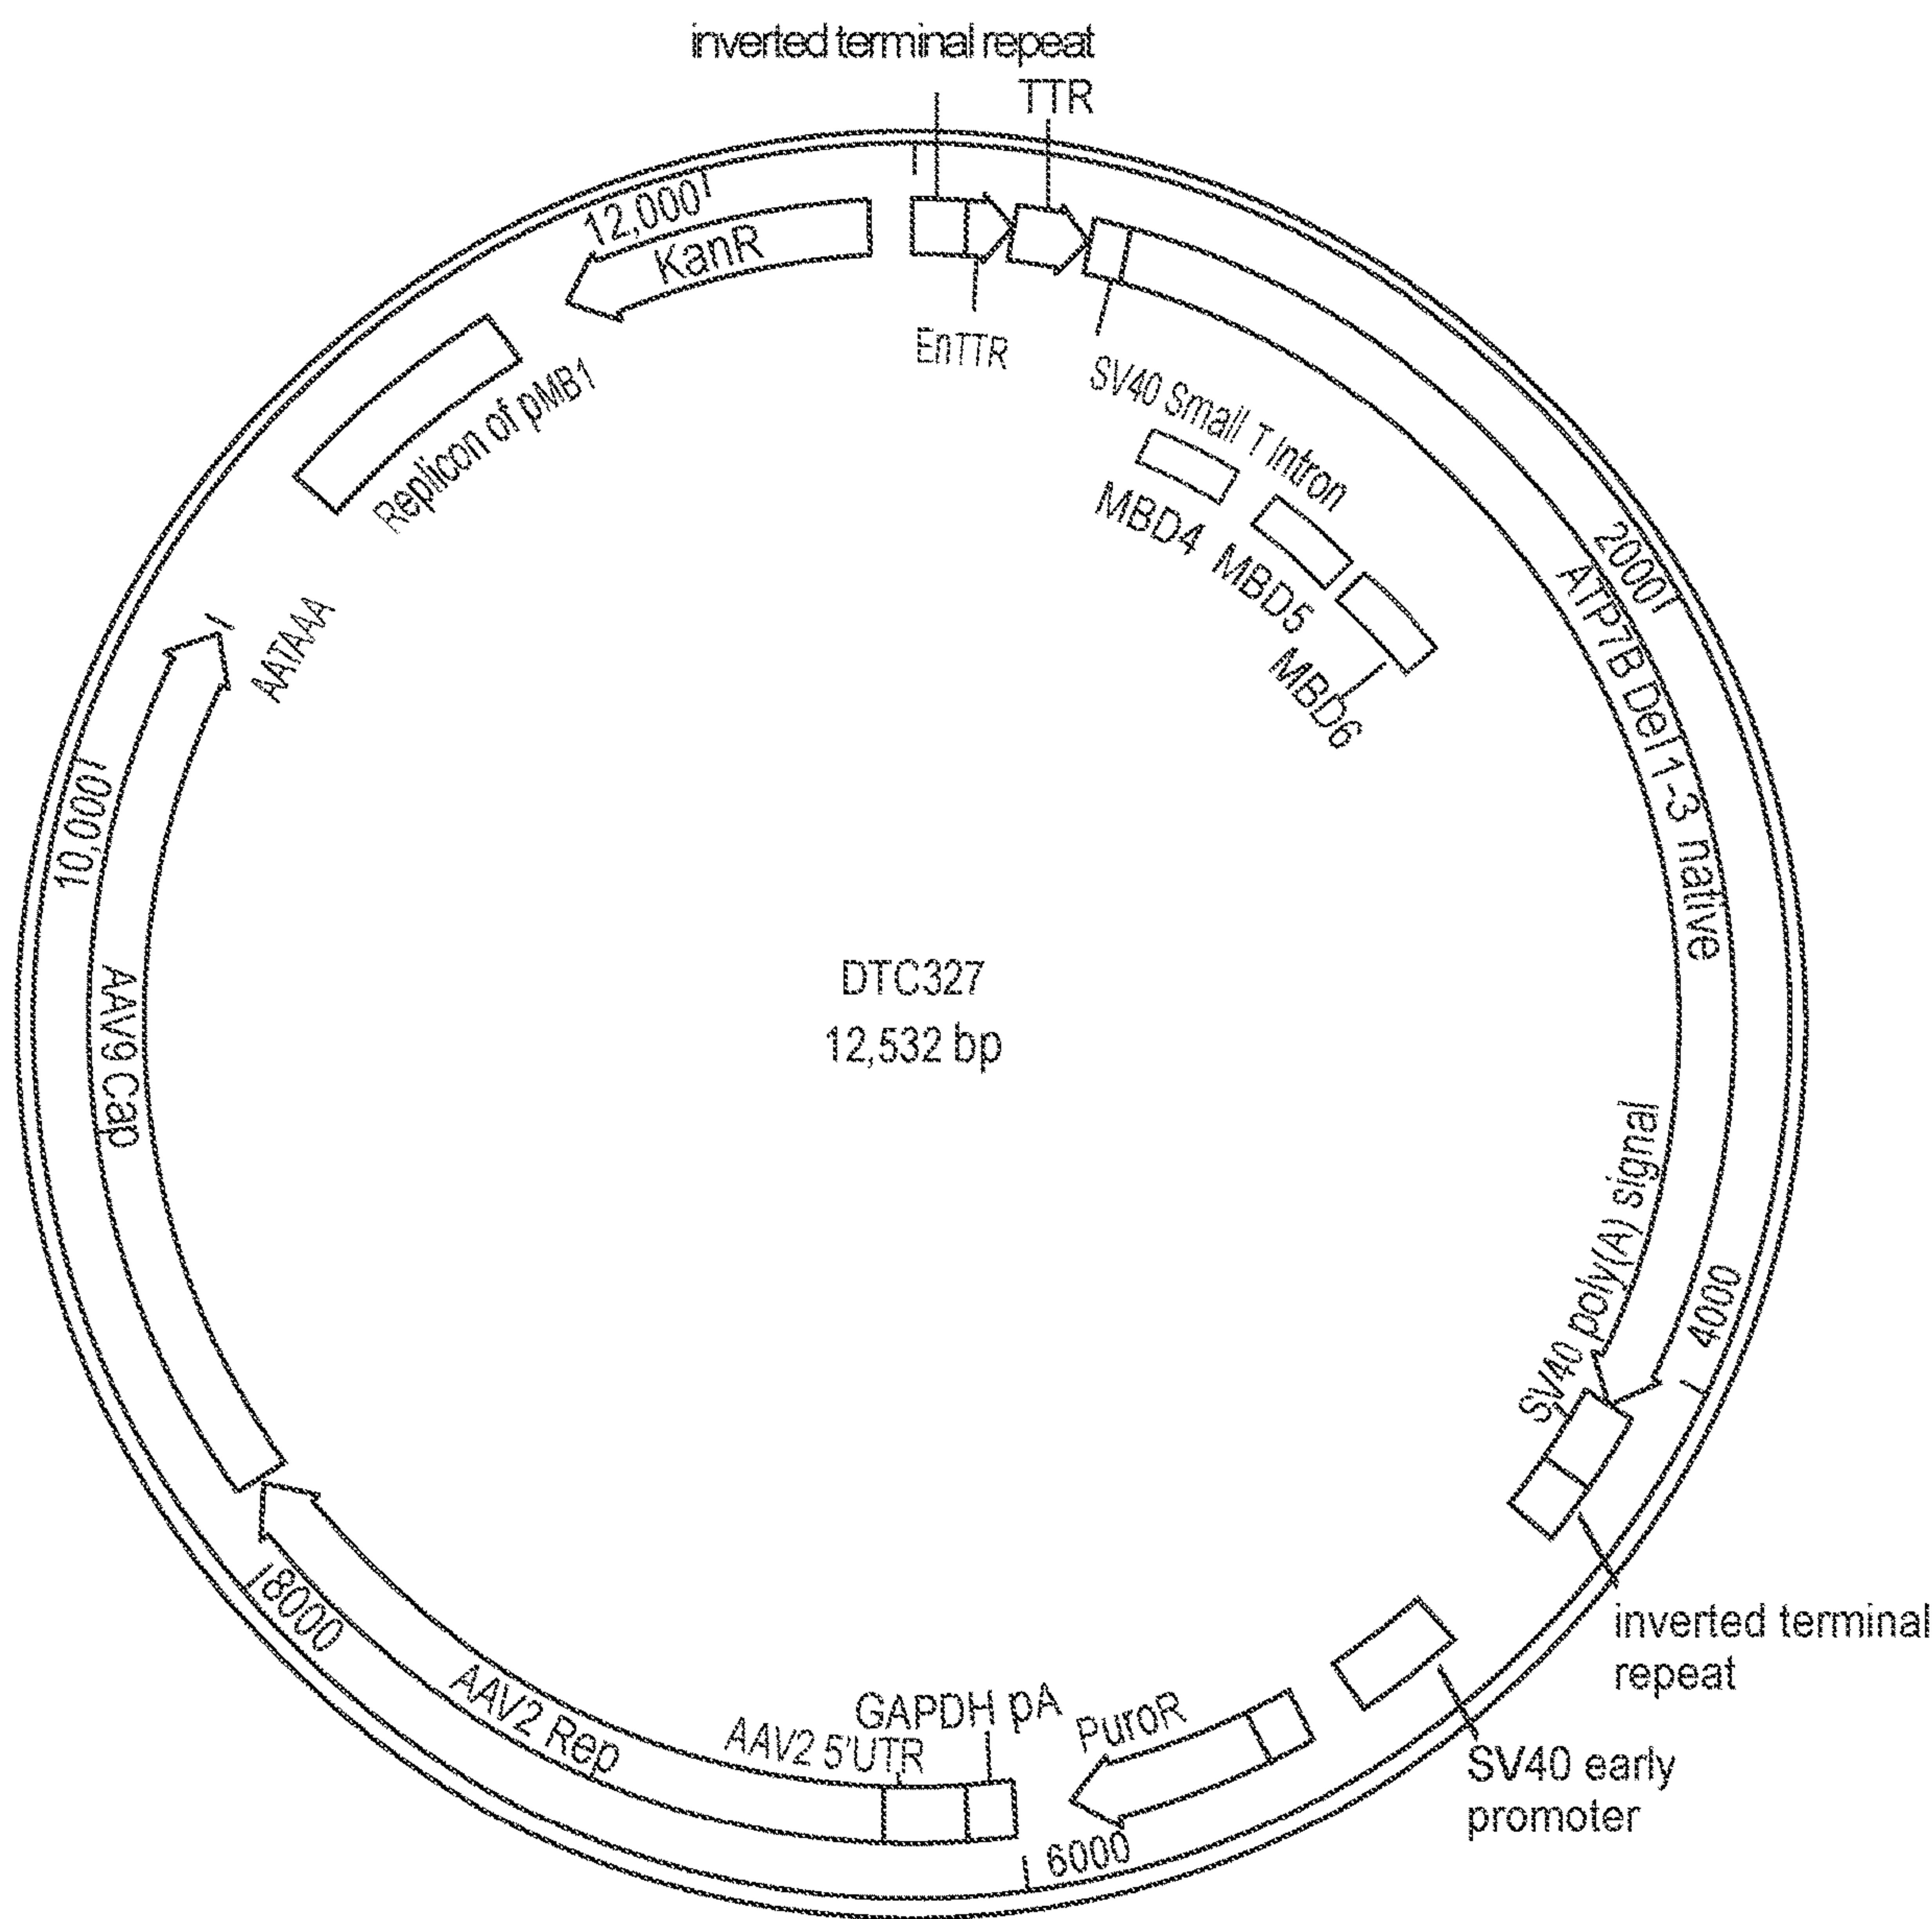 inverted terminal repeat
TTR
12,000
KanR
EnTTR
SV40 Small T Intron
Replicon of pMB1
MBD4
MBD5
MBD6
2000
ATP7B Del 1-3 native
AATAAA
10,000
AAV9 Cap
DTC327
12,532 bp
SV40 poly(A) signal
4000
inverted terminal
repeat
8000
AAV2 Rep
AAV2 5'UTR
GAPDH pA
PuroR
SV40 early
promoter
6000